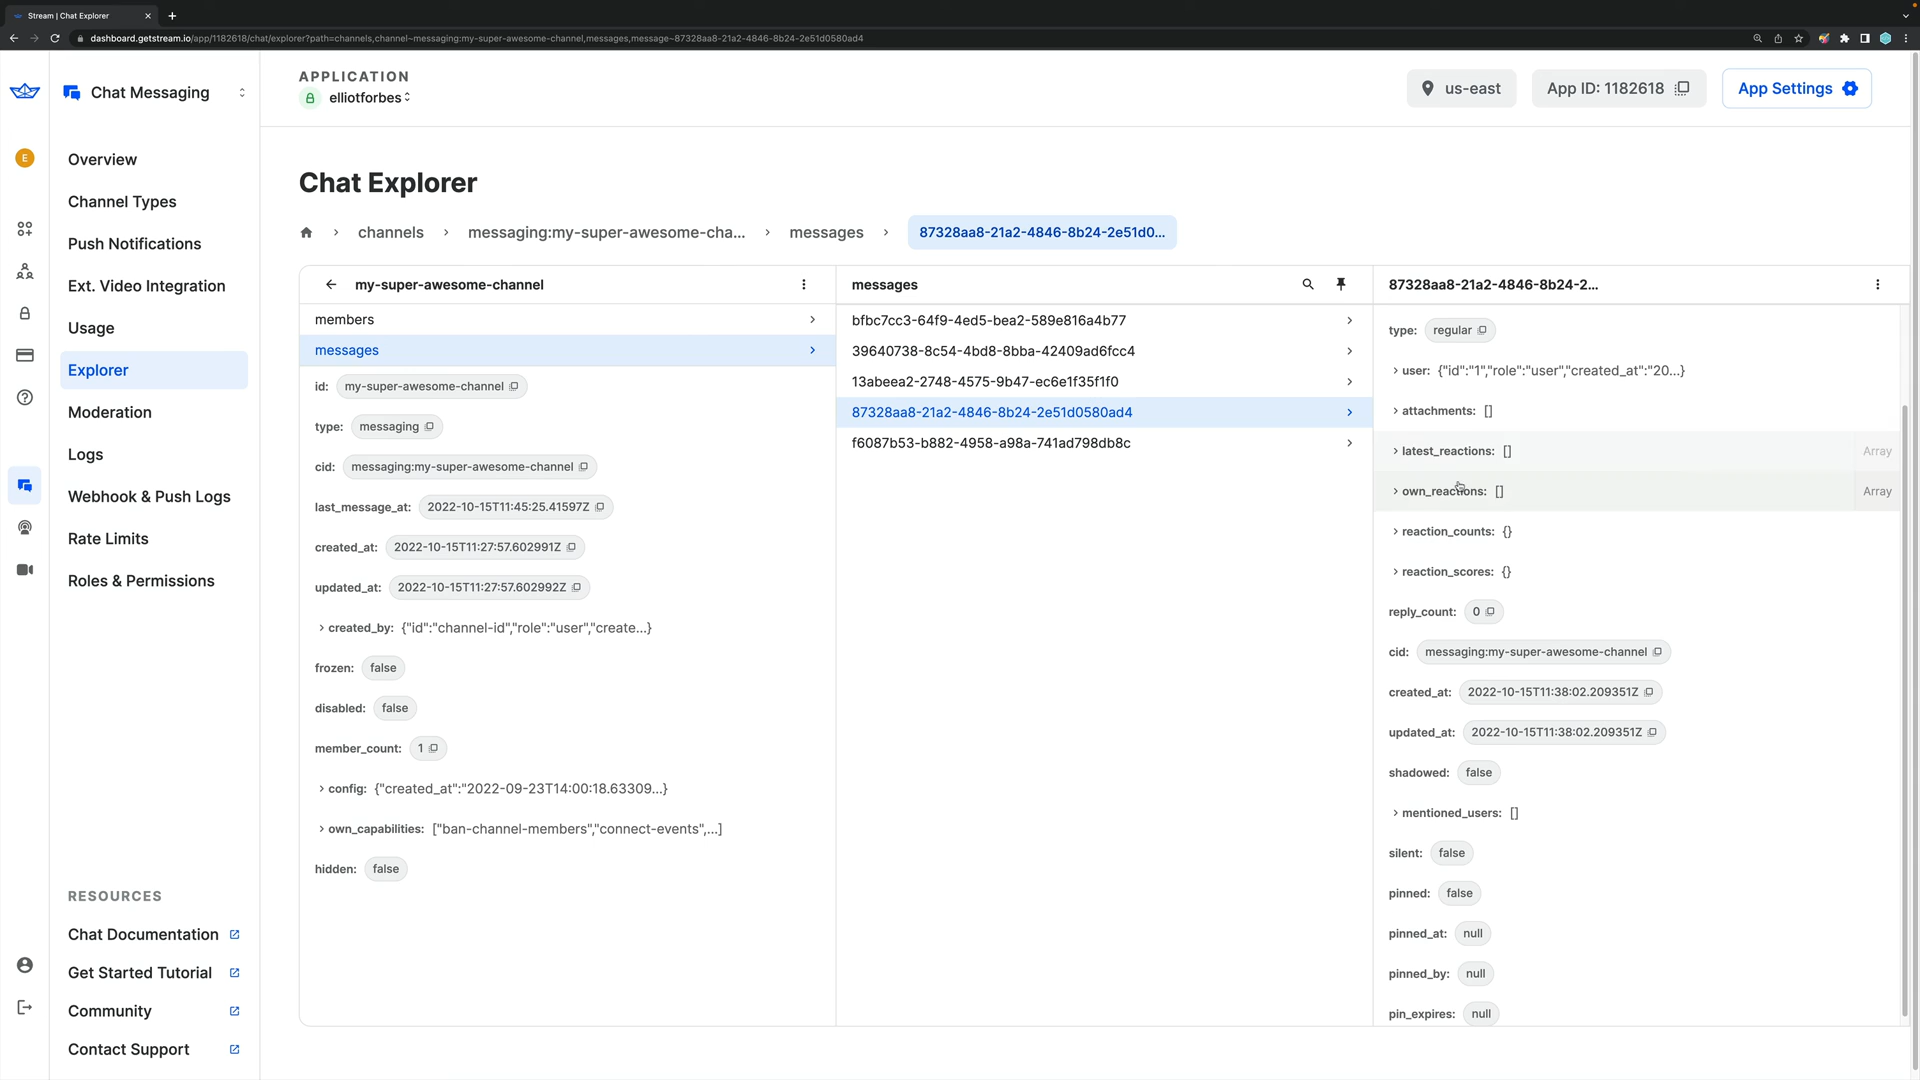 Stream | Chat Explorer
dashboard.getstream.io/app/1182618/chat/explorer?path=channels,channel~messaging:my-super-awesome-channel,messages,message~87328aa8-21a2-4846-8b24-2e51d0580ad4
Chat Messaging
APPLICATION
elliotforbes
us-east
App ID: 1182618
App Settings
E
Overview
Channel Types
Push Notifications
Ext. Video Integration
Usage
Explorer
Moderation
Logs
Webhook & Push Logs
Rate Limits
Roles & Permissions
RESOURCES
Chat Documentation
Get Started Tutorial
Community
Contact Support
Chat Explorer
channels
messaging:my-super-awesome-cha...
messages
87328aa8-21a2-4846-8b24-2e51d0...
my-super-awesome-channel
members
messages
id: my-super-awesome-channel
type: messaging
cid: messaging:my-super-awesome-channel
last_message_at: 2022-10-15T11:45:25.41597Z
created_at: 2022-10-15T11:27:57.602991Z
updated_at: 2022-10-15T11:27:57.602992Z
created_by: {"id":"channel-id","role":"user","create...}
frozen: false
disabled: false
member_count: 1
config: {"created_at":"2022-09-23T14:00:18.63309...}
own_capabilities: ["ban-channel-members","connect-events",...]
hidden: false
messages
bfbc7cc3-64f9-4ed5-bea2-589e816a4b77
39640738-8c54-4bd8-8bba-42409ad6fcc4
13abeea2-2748-4575-9b47-ec6e1f35f1f0
87328aa8-21a2-4846-8b24-2e51d0580ad4
f6087b53-b882-4958-a98a-741ad798db8c
87328aa8-21a2-4846-8b24-2...
type: regular
user: {"id":"1","role":"user","created_at":"20...}
attachments: []
latest_reactions: [] Array
own_reactions: [] Array
reaction_counts: {}
reaction_scores: {}
reply_count: 0
cid: messaging:my-super-awesome-channel
created_at: 2022-10-15T11:38:02.209351Z
updated_at: 2022-10-15T11:38:02.209351Z
shadowed: false
mentioned_users: []
silent: false
pinned: false
pinned_at: null
pinned_by: null
pin_expires: null